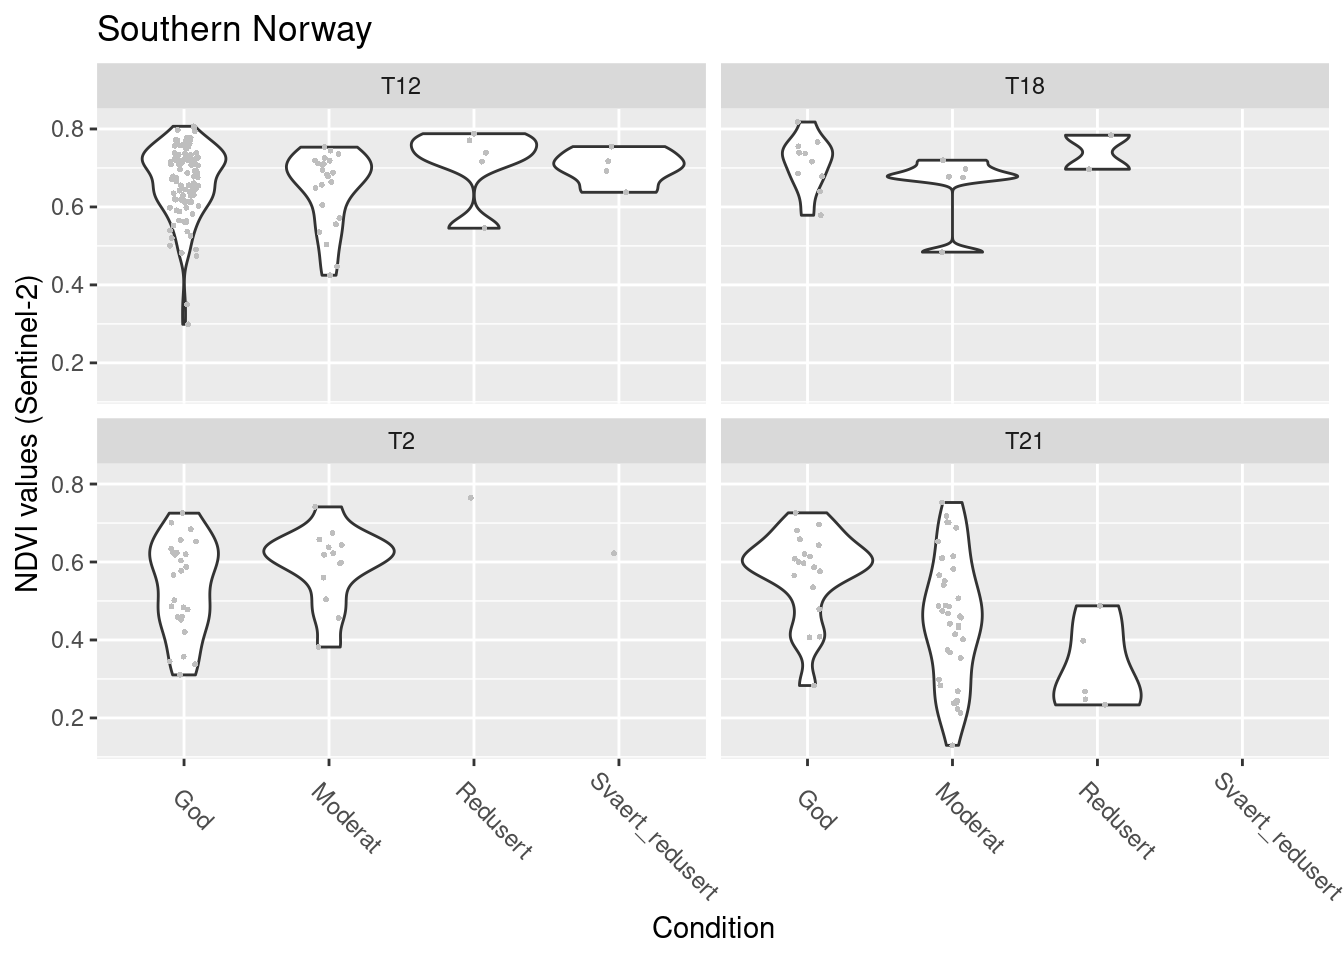 Southern Norway
T12
T18
0.8
0.6
0.4
0.2
T2
T21
0.8
0.6
0.4
0.2
NDVI values (Sentinel-2)
God
Moderat
Redusert
Svaert_redusert
God
Moderat
Redusert
Svaert_redusert
Condition